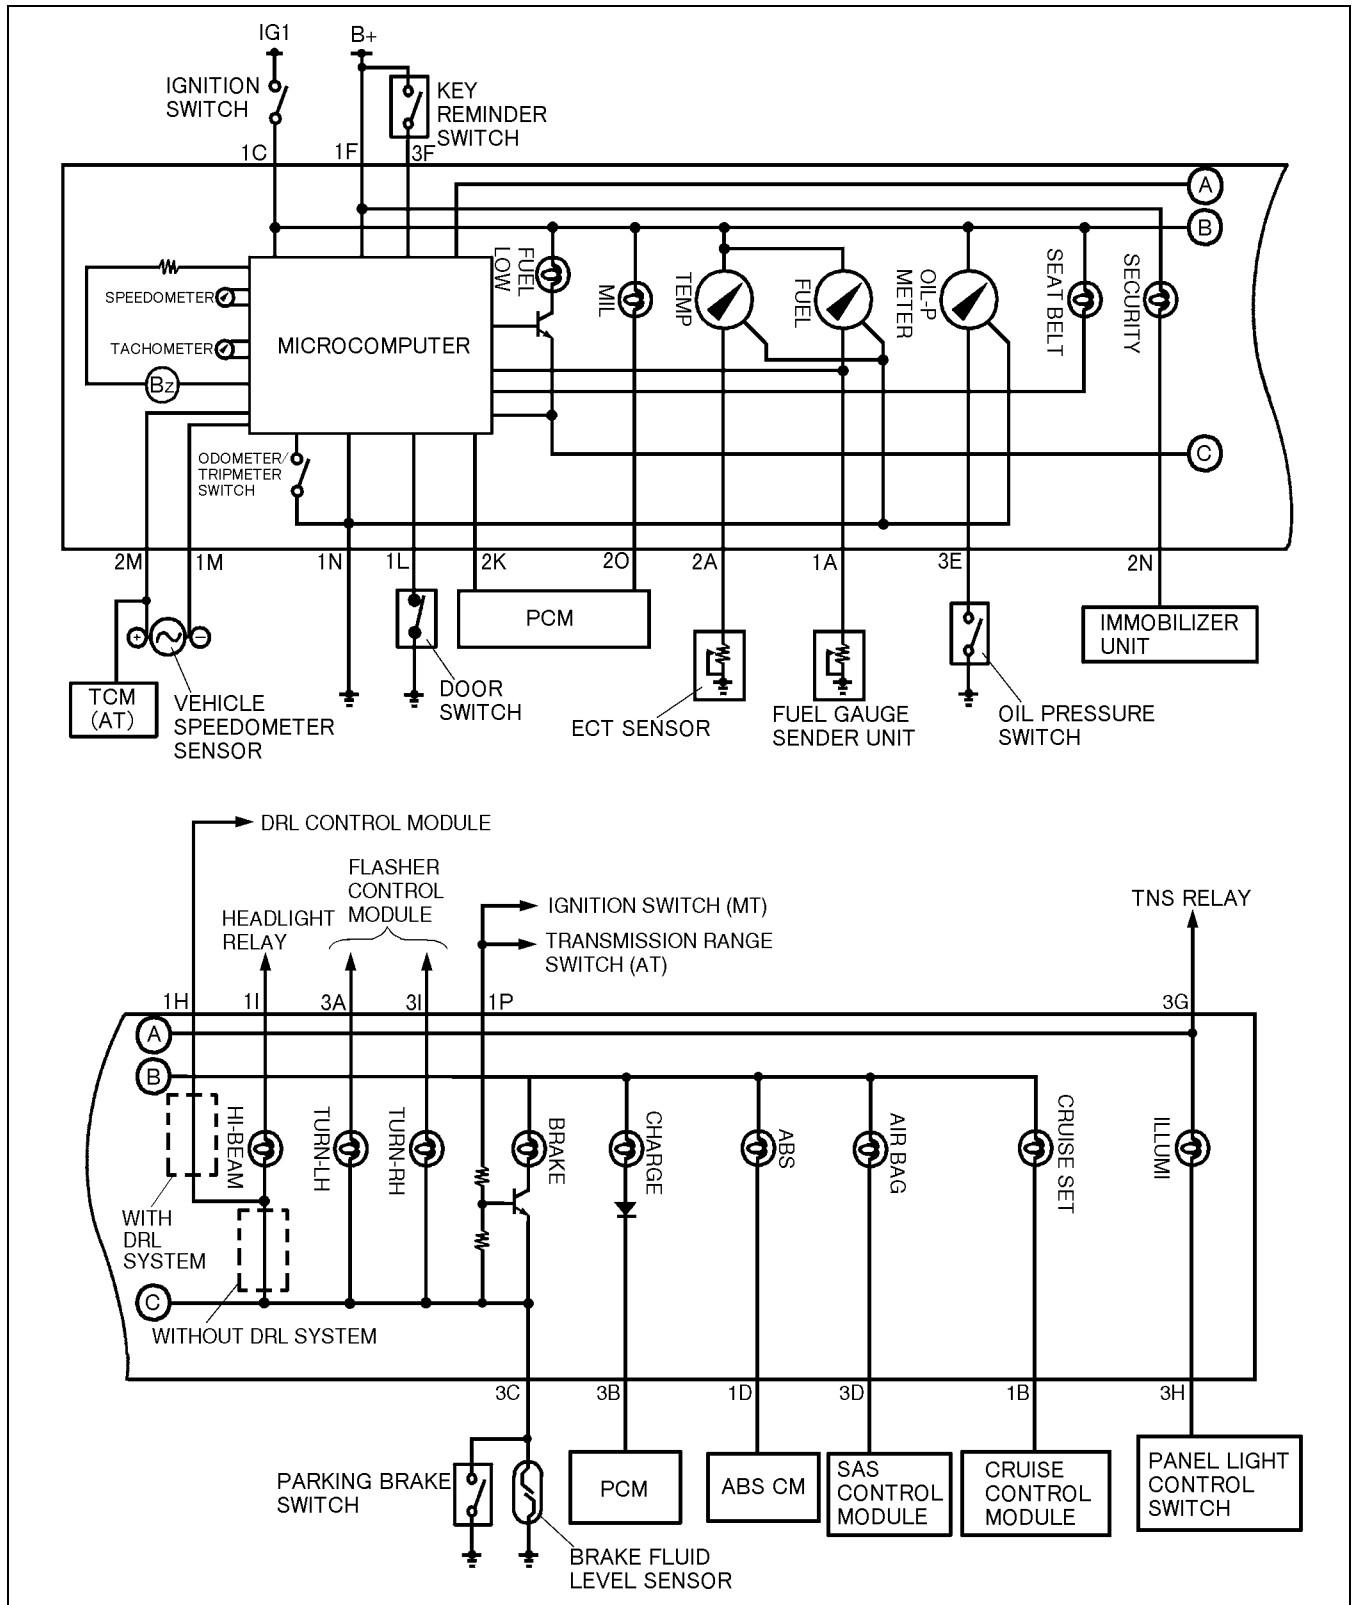 IG1
B+
IGNITION
SWITCH
KEY
REMINDER
SWITCH
1C
1F
3F
A
B
FUEL
LOW
MIL
TEMP
FUEL
OIL-P
METER
SEAT BELT
SECURITY
SPEEDOMETER
TACHOMETER
MICROCOMPUTER
Bz
ODOMETER/
TRIPMETER
SWITCH
C
2M
1M
1N
1L
2K
2O
2A
1A
3E
2N
PCM
IMMOBILIZER
UNIT
+
−
TCM
(AT)
VEHICLE
SPEEDOMETER
SENSOR
DOOR
SWITCH
ECT SENSOR
FUEL GAUGE
SENDER UNIT
OIL PRESSURE
SWITCH
DRL CONTROL MODULE
FLASHER
CONTROL
MODULE
HEADLIGHT
RELAY
IGNITION SWITCH (MT)
TRANSMISSION RANGE
SWITCH (AT)
TNS RELAY
1H
1I
3A
3I
1P
3G
A
B
HI-BEAM
TURN-LH
TURN-RH
BRAKE
CHARGE
ABS
AIR BAG
CRUISE SET
ILLUMI
WITH
DRL
SYSTEM
C
WITHOUT DRL SYSTEM
3C
3B
1D
3D
1B
3H
PARKING BRAKE
SWITCH
PCM
ABS CM
SAS
CONTROL
MODULE
CRUISE
CONTROL
MODULE
PANEL LIGHT
CONTROL
SWITCH
BRAKE FLUID
LEVEL SENSOR